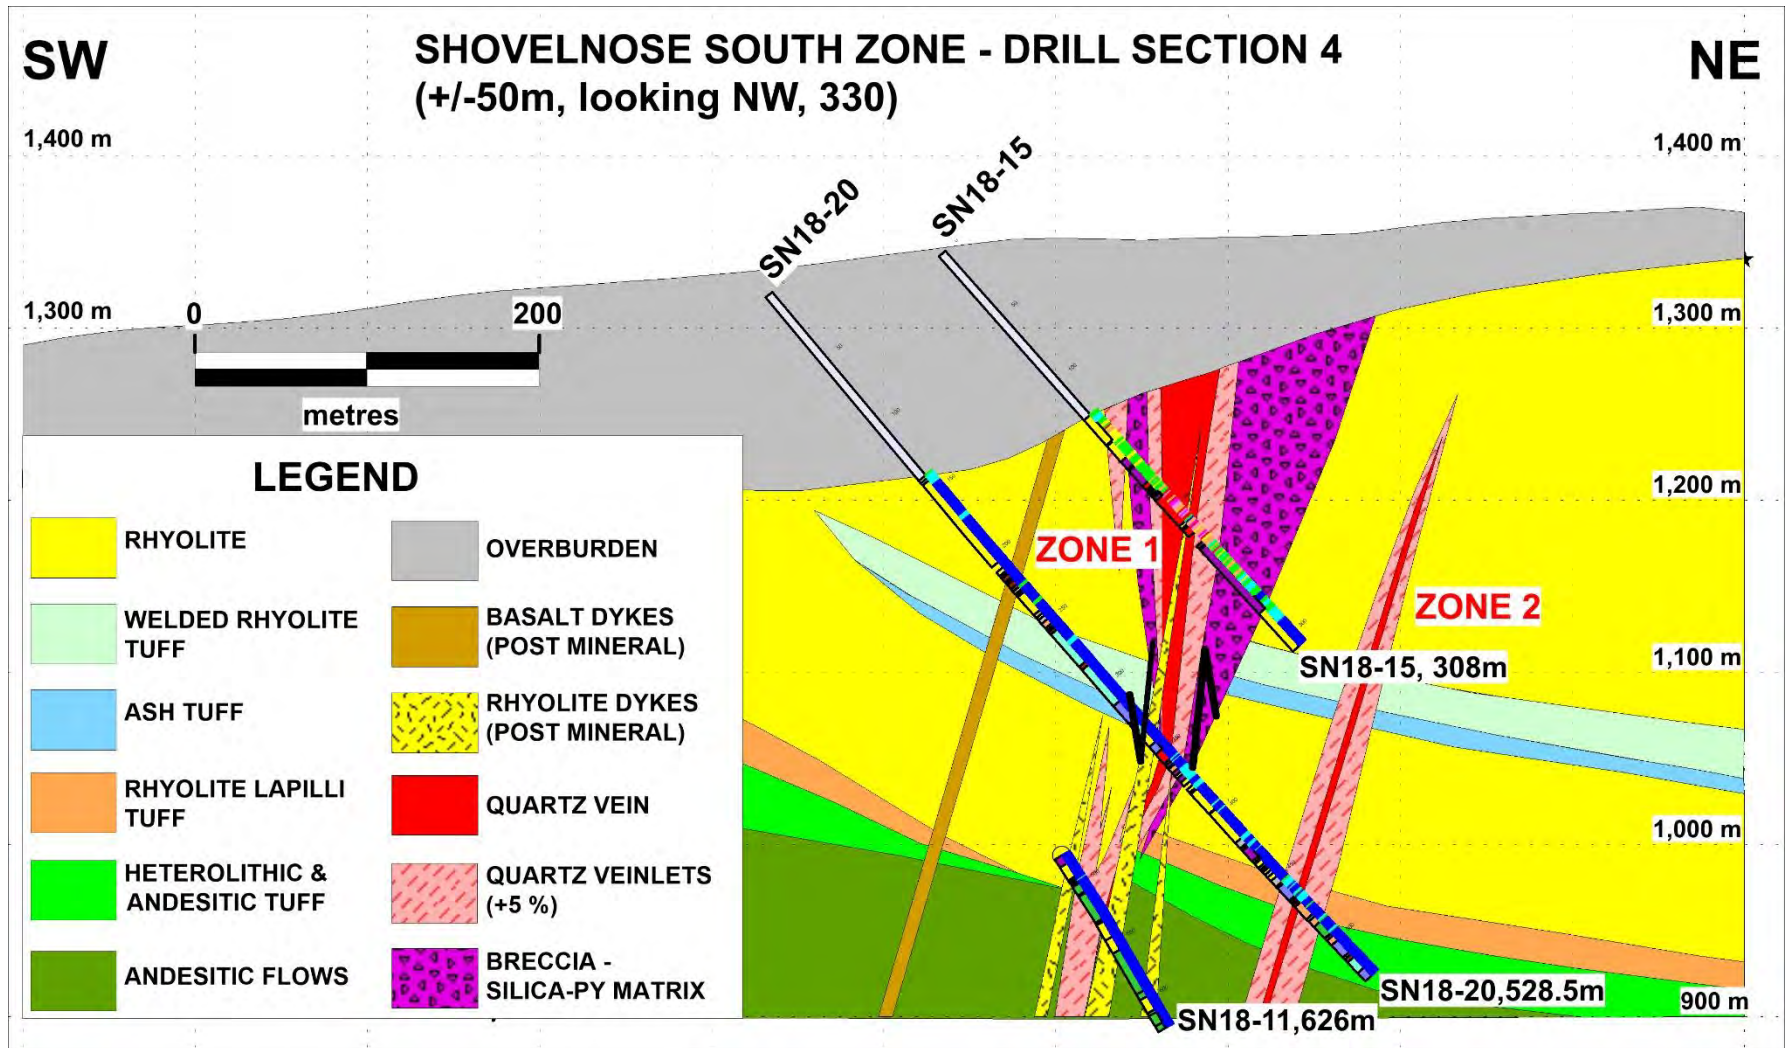 SW
SHOVELNOSE SOUTH ZONE - DRILL SECTION 4
(+/-50m, looking NW, 330)
NE
1,400 m
1,400 m
SN18-20
SN18-15
1,300 m
0
200
metres
1,300 m
1,200 m
ZONE 1
ZONE 2
1,100 m
SN18-15, 308m
1,000 m
900 m
SN18-20,528.5m
SN18-11,626m
LEGEND
RHYOLITE
WELDED RHYOLITE
TUFF
ASH TUFF
RHYOLITE LAPILLI
TUFF
HETEROLITHIC &
ANDESITIC TUFF
ANDESITIC FLOWS
OVERBURDEN
BASALT DYKES
(POST MINERAL)
RHYOLITE DYKES
(POST MINERAL)
QUARTZ VEIN
QUARTZ VEINLETS
(+5 %)
BRECCIA -
SILICA-PY MATRIX